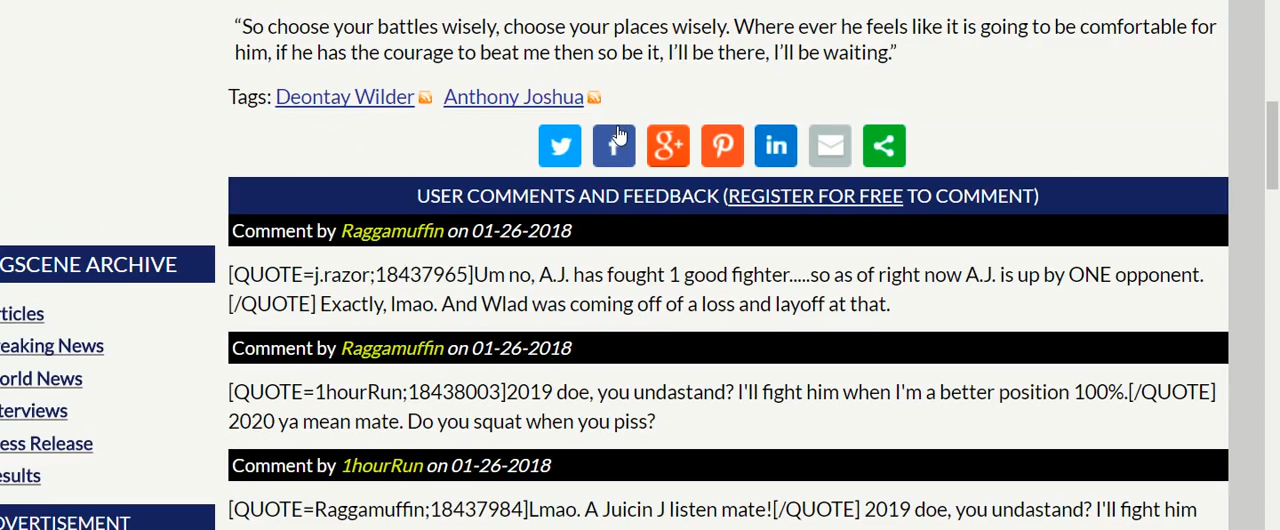 “So choose your battles wisely, choose your places wisely. Where ever he feels like it is going to be comfortable for
him, if he has the courage to beat me then so be it, I’ll be there, I’ll be waiting.”
Tags: Deontay Wilder Anthony Joshua
g+ in
USER COMMENTS AND FEEDBACK (REGISTER FOR FREE TO COMMENT)
Comment by Raggamuffin on 01-26-2018
GSCENE ARCHIVE
[QUOTE=j.razor;18437965]Um no, A.J. has fought 1 good fighter.....so as of right now A.J. is up by ONE opponent.
[/QUOTE] Exactly, lmao. And Wlad was coming off of a loss and layoff at that.
rticles
eaking News
Comment by Raggamuffin on 01-26-2018
orld News
[QUOTE=1hourRun;18438003]2019 doe, you undastand? I'll fight him when I'm a better position 100%.[/QUOTE]
terviews
2020 ya mean mate. Do you squat when you piss?
ess Release
Comment by 1hourRun on 01-26-2018
esults
[QUOTE=Raggamuffin;18437984]Lmao. A Juicin J listen mate![/QUOTE] 2019 doe, you undastand? I'll fight him
DVERTISEMENT